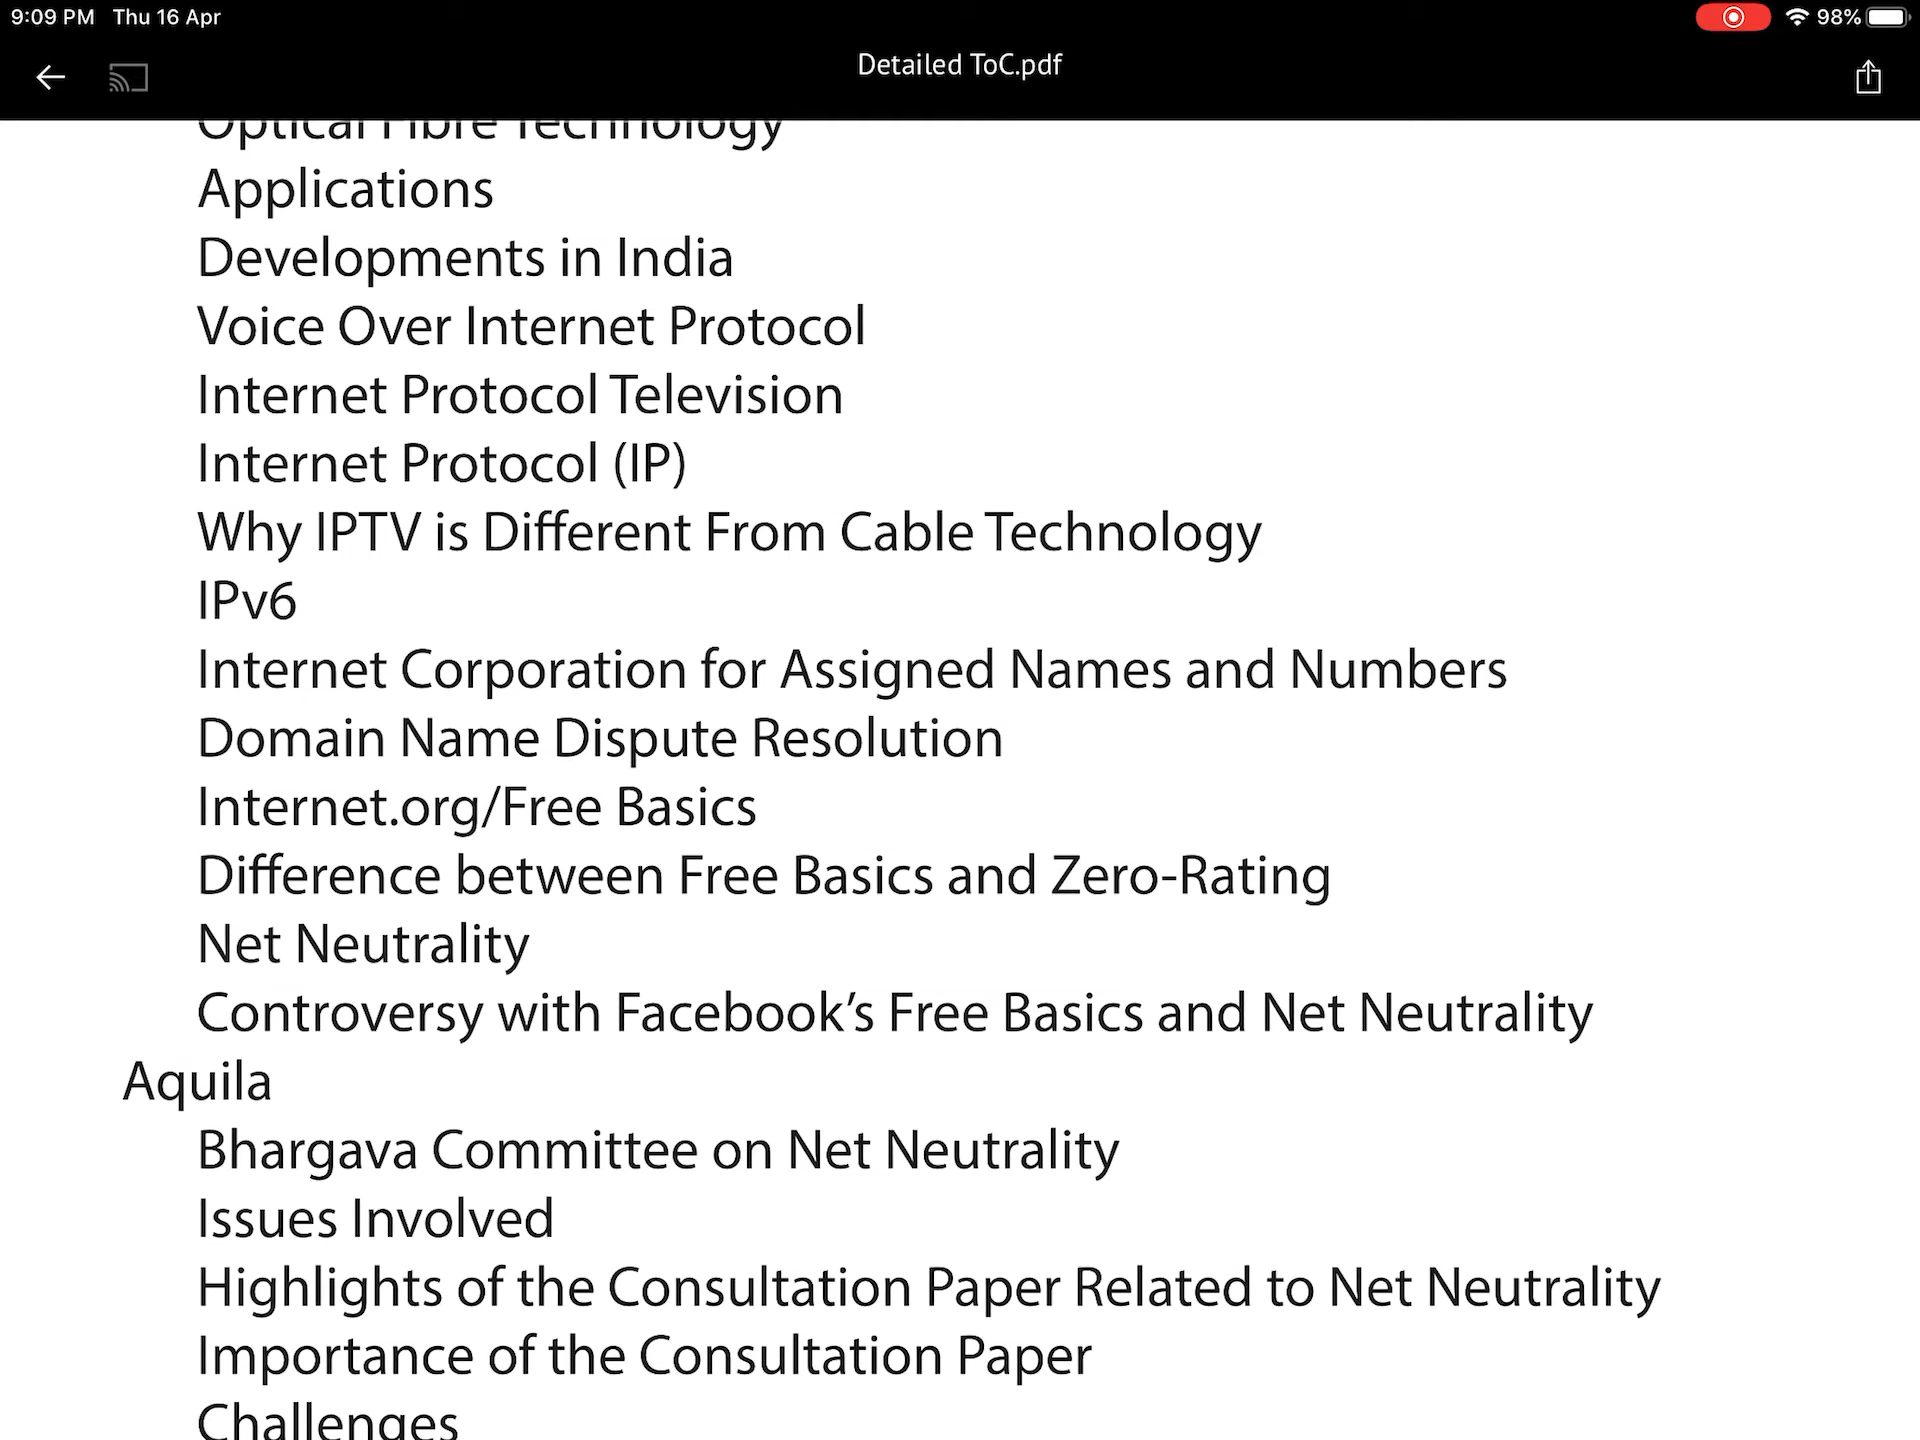 9:09 PM Thu 16 Apr
98%
Detailed ToC.pdf
Optical Fibre Technology
Applications
Developments in India
Voice Over Internet Protocol
Internet Protocol Television
Internet Protocol (IP)
Why IPTV is Different From Cable Technology
IPv6
Internet Corporation for Assigned Names and Numbers
Domain Name Dispute Resolution
Internet.org/Free Basics
Difference between Free Basics and Zero-Rating
Net Neutrality
Controversy with Facebook’s Free Basics and Net Neutrality
Aquila
Bhargava Committee on Net Neutrality
Issues Involved
Highlights of the Consultation Paper Related to Net Neutrality
Importance of the Consultation Paper
Challenges